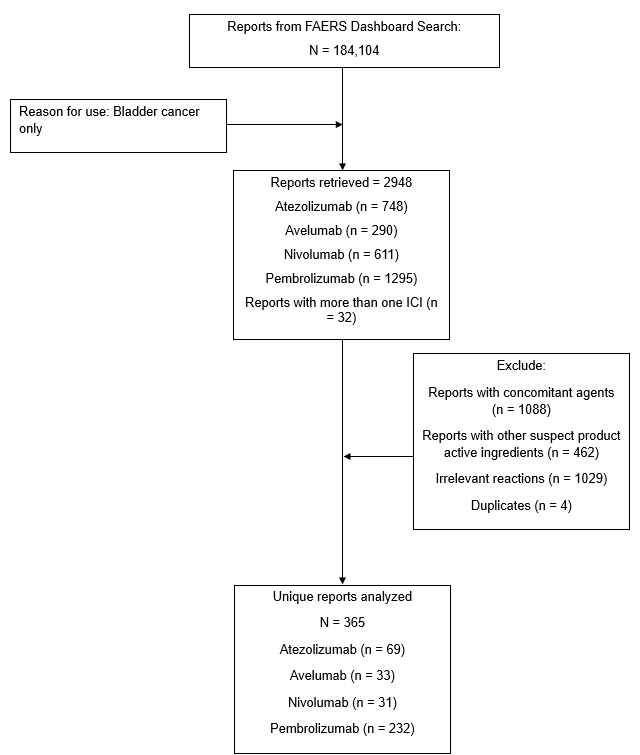 Reports from FAERS Dashboard Search:
N = 184,104
Reason for use: Bladder cancer
only
Reports retrieved = 2948
Atezolizumab (n = 748)
Avelumab (n = 290)
Nivolumab (n = 611)
Pembrolizumab (n = 1295)
Reports with more than one ICI (n
= 32)
Exclude:
Reports with concomitant agents
(n = 1088)
Reports with other suspect product
active ingredients (n = 462)
Irrelevant reactions (n = 1029)
Duplicates (n = 4)
Unique reports analyzed
N = 365
Atezolizumab (n = 69)
Avelumab (n = 33)
Nivolumab (n = 31)
Pembrolizumab (n = 232)